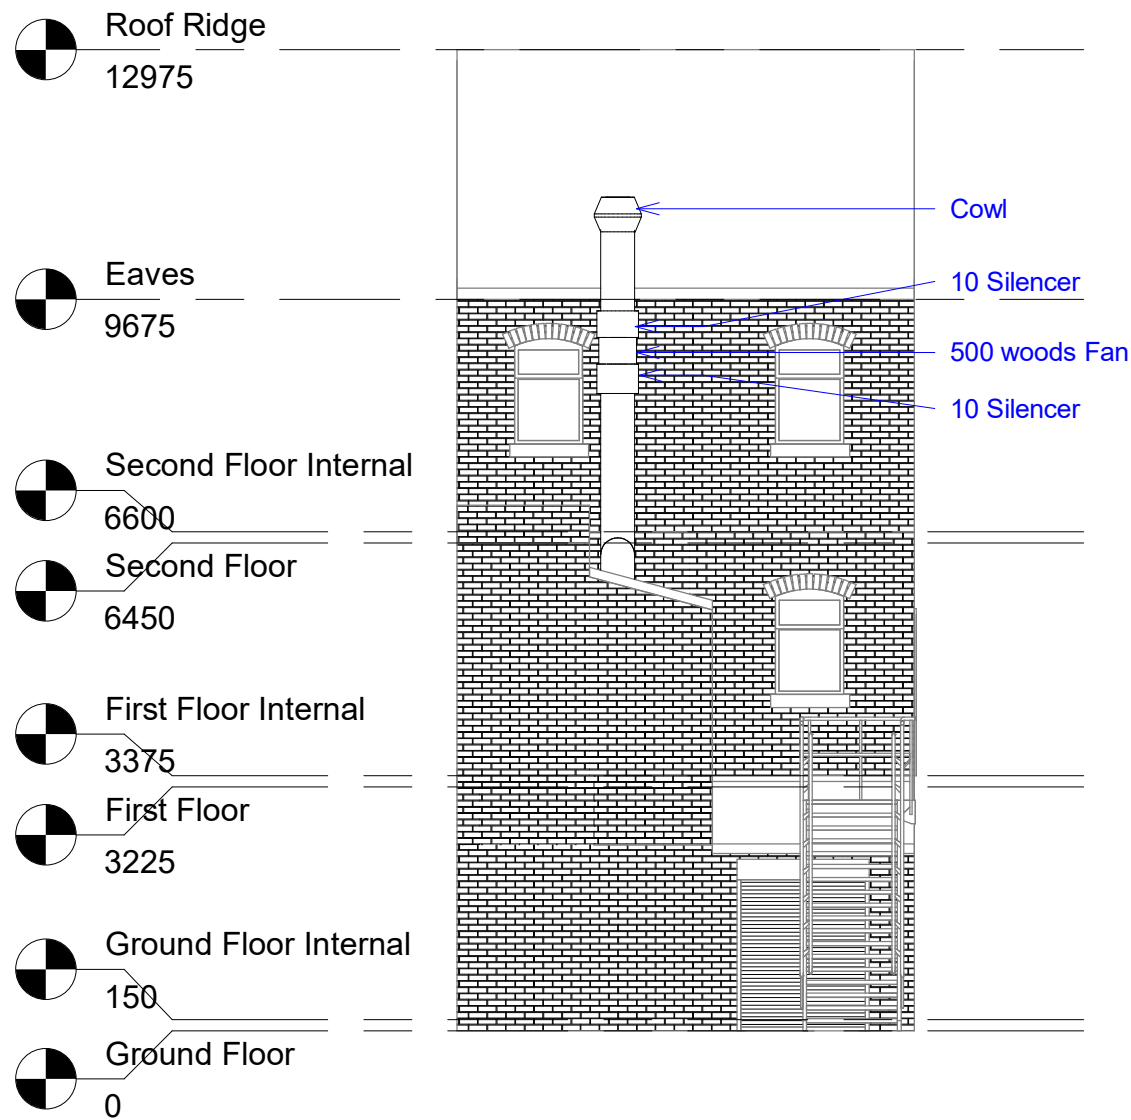 Roof Ridge
12975
Cowl
Eaves
9675
10 Silencer
500 woods Fan
10 Silencer
Second Floor Internal
6600
Second Floor
6450
First Floor Internal
3375
First Floor
3225
Ground Floor Internal
150
Ground Floor
0